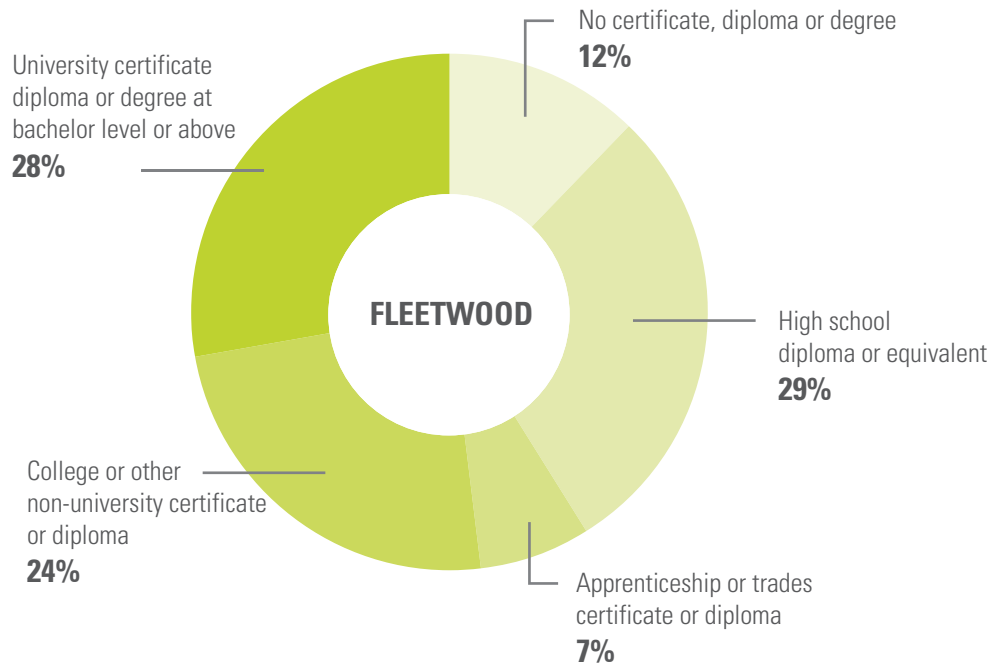 No certificate, diploma or degree
12%
University certificate
diploma or degree at
bachelor level or above
28%
FLEETWOOD
High school
diploma or equivalent
29%
College or other
non-university certificate
or diploma
24%
Apprenticeship or trades
certificate or diploma
7%